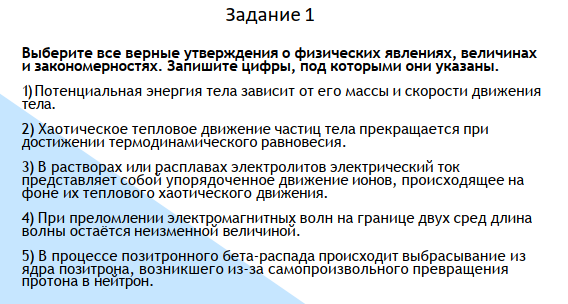 Задание 1
Выберите все верные утверждения о физических явлениях, величинах
и закономерностях. Запишите цифры, под которыми они указаны.
1) Потенциальная энергия тела зависит от его массы и скорости движения
тела.
2) Хаотическое тепловое движение частиц тела прекращается при
достижении термодинамического равновесия.
3) В растворах или расплавах электролитов электрический ток
представляет собой упорядоченное движение ионов, происходящее на
фоне их теплового хаотического движения.
4) При преломлении электромагнитных волн на границе двух сред длина
волны остаётся неизменной величиной.
5) В процессе позитронного бета-распада происходит выбрасывание из
ядра позитрона, возникшего из-за самопроизвольного превращения
протона в нейтрон.